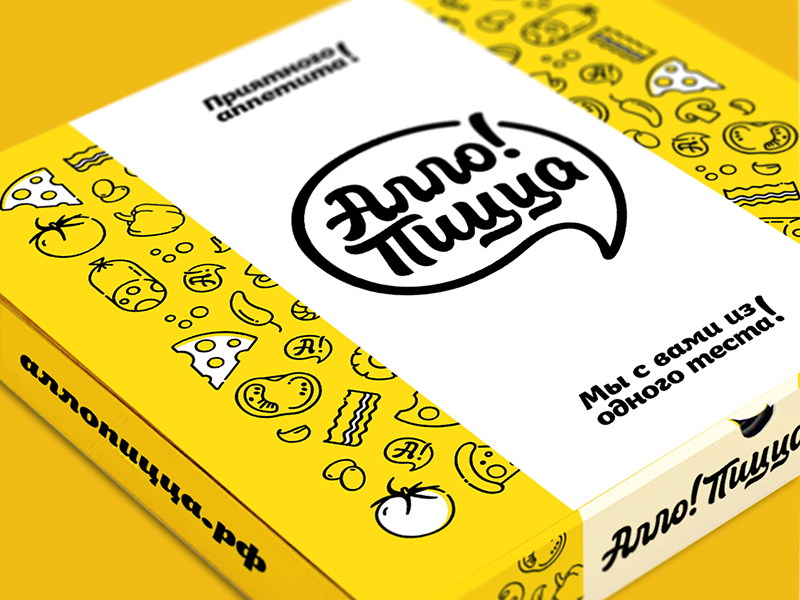 Приятного
аппетита!
Алло!
Пицца
Мы с вами из
одного теста!
аллопицца.рф
Алло! Пицца
А!
А!
А!
А!
А!